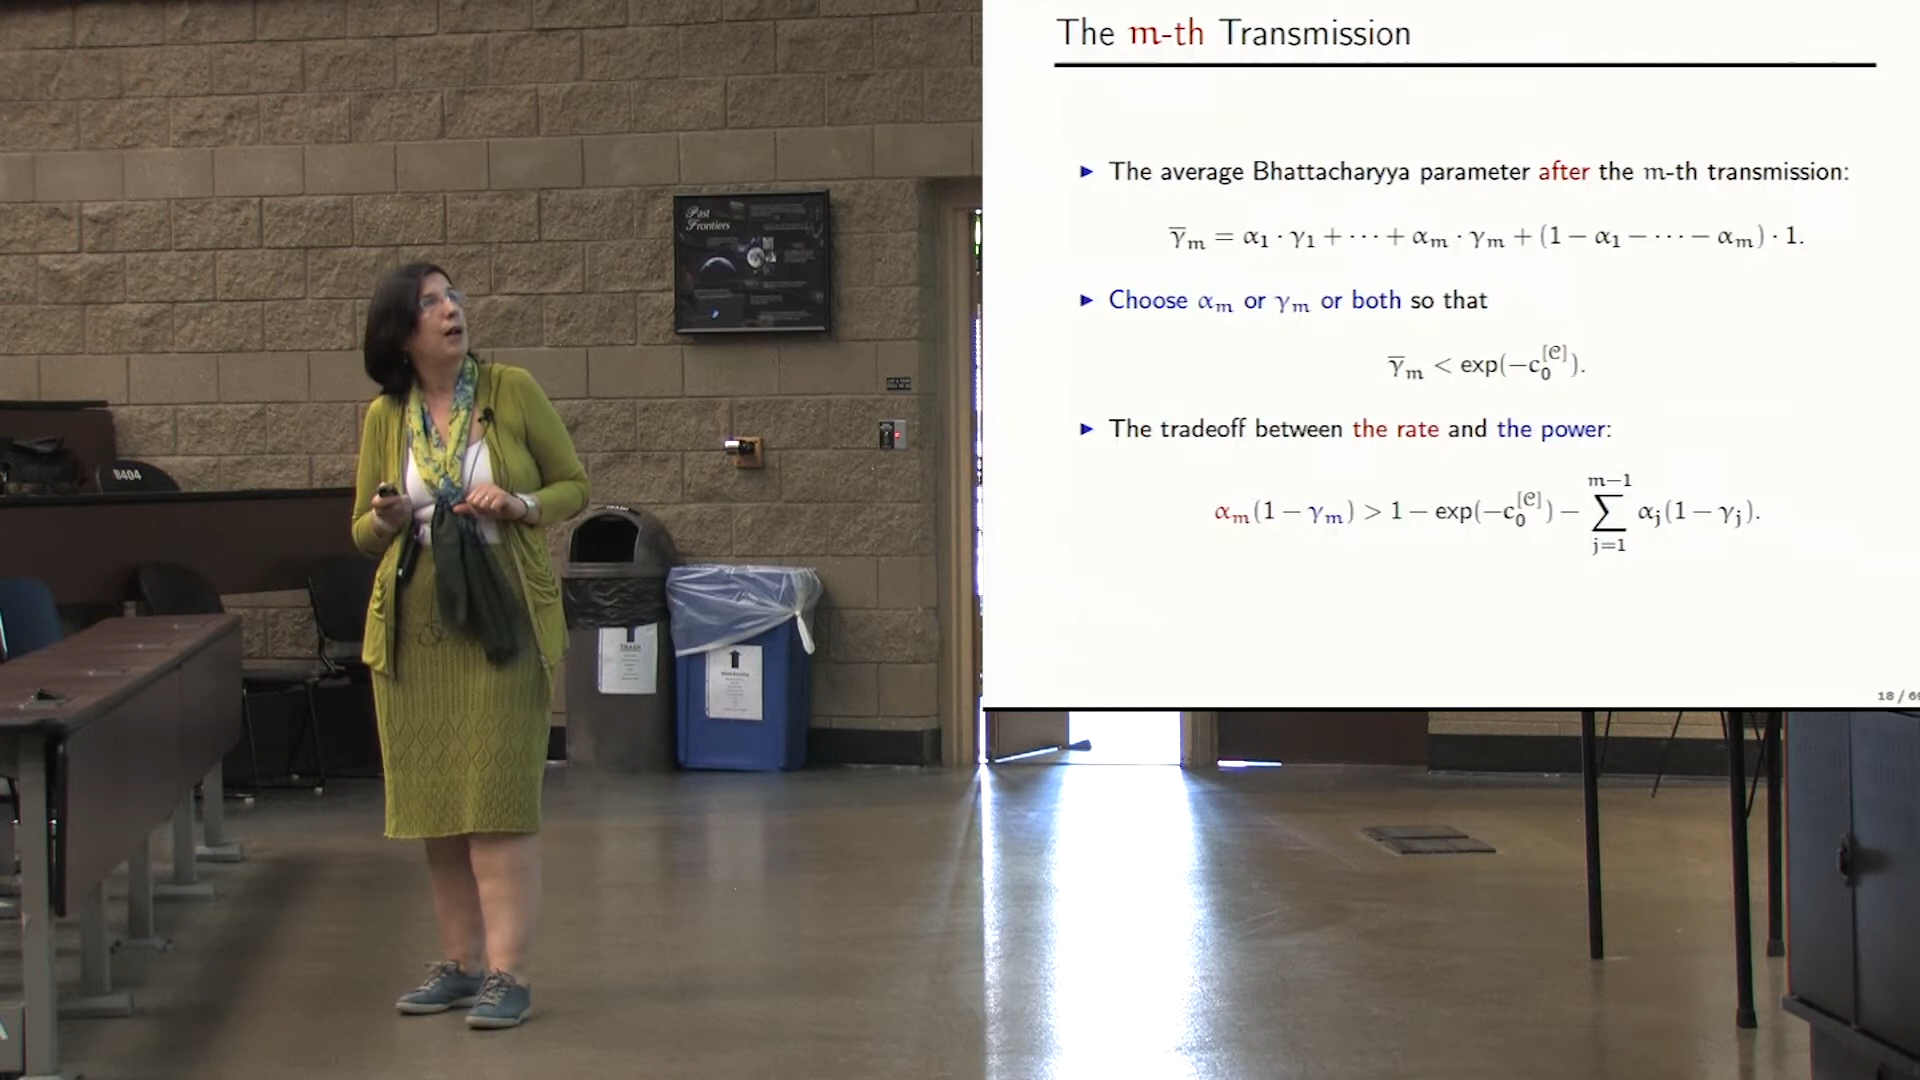 The m-th Transmission
▶ The average Bhattacharyya parameter after the m-th transmission:
γ̅ₘ = α₁ · γ₁ + ⋯ + αₘ · γₘ + (1 − α₁ − ⋯ − αₘ) · 1.
▶ Choose αₘ or γₘ or both so that
γ̅ₘ < exp(−c₀^[𝒞]).
▶ The tradeoff between the rate and the power:
αₘ(1 − γₘ) > 1 − exp(−c₀^[𝒞]) − ∑_{j=1}^{m−1} αⱼ(1 − γⱼ).
18 / 69
Past
Frontiers
B404
TRASH